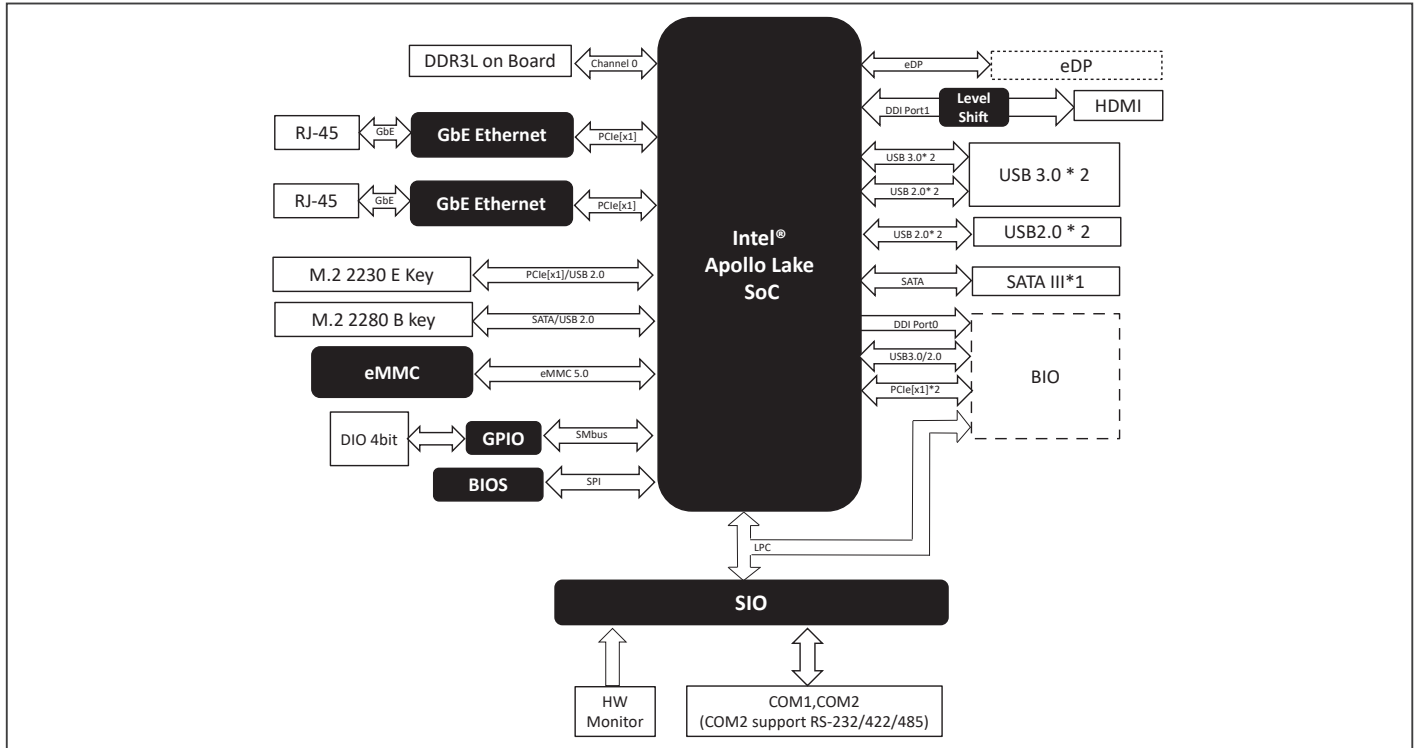 DDR3L on Board
Channel 0
RJ-45
GbE
GbE Ethernet
PCIe[x1]
RJ-45
GbE
GbE Ethernet
PCIe[x1]
M.2 2230 E Key
PCIe[x1]/USB 2.0
M.2 2280 B key
SATA/USB 2.0
eMMC
eMMC 5.0
DIO 4bit
GPIO
SMbus
BIOS
SPI
Intel®
Apollo Lake
SoC
eDP
eDP
DDI Port1
Level
Shift
HDMI
USB 3.0* 2
USB 2.0* 2
USB 3.0 * 2
USB 2.0* 2
USB2.0 * 2
SATA
SATA III*1
DDI Port0
USB3.0/2.0
PCIe[x1]*2
BIO
LPC
SIO
HW
Monitor
COM1,COM2
(COM2 support RS-232/422/485)